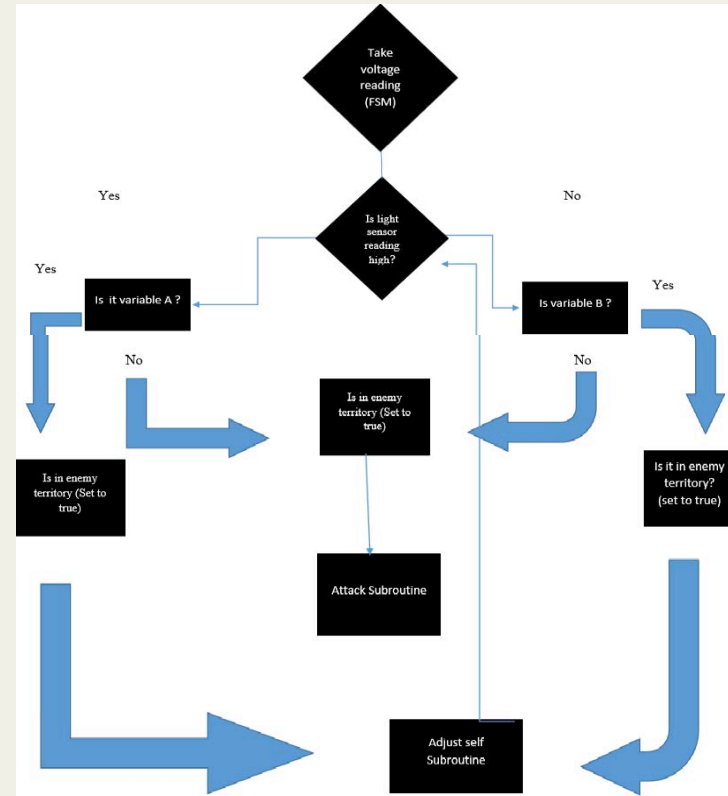 Take
voltage
reading
(FSM)
Yes
No
Is light
sensor
reading
high?
Yes
Is it variable A ?
Is variable B ?
Yes
No
No
Is in enemy
territory (Set to
true)
Is in enemy
territory (Set to
true)
Is it in enemy
territory?
(set to true)
Attack Subroutine
Adjust self
Subroutine